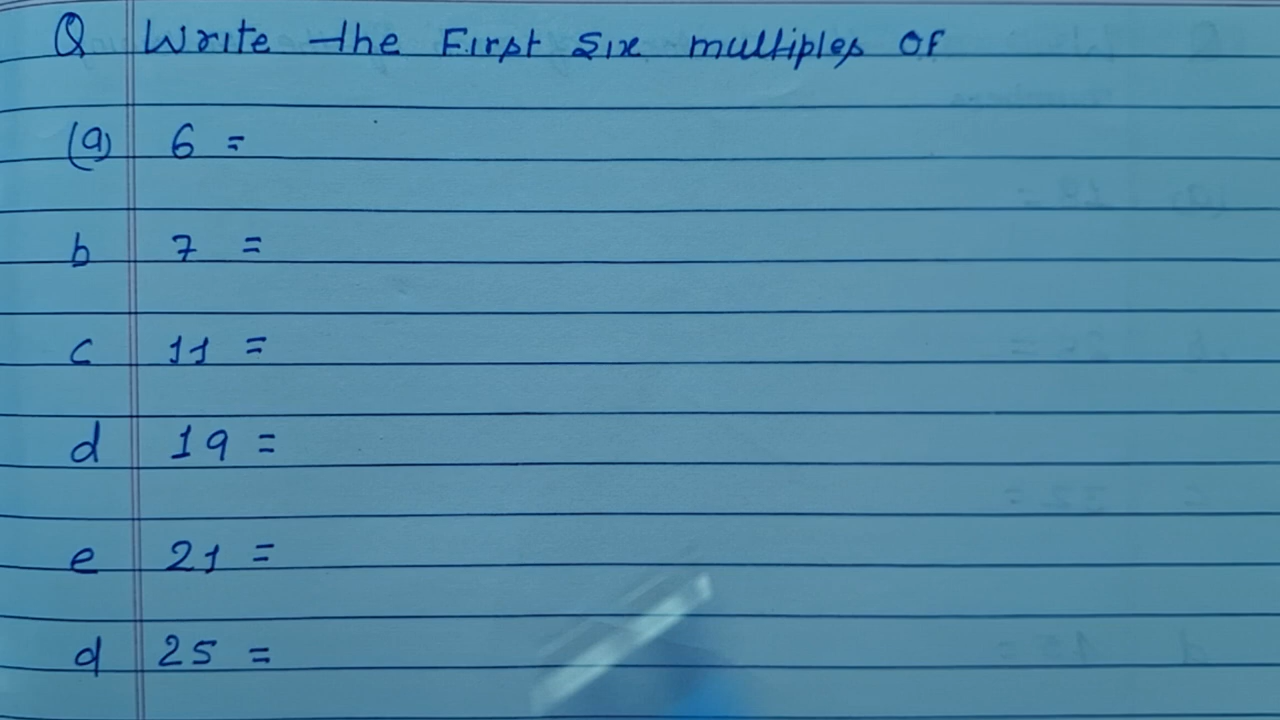 Q Write the First Six multiples of
(a) 6 =
b 7 =
c 11 =
d 19 =
e 21 =
d 25 =